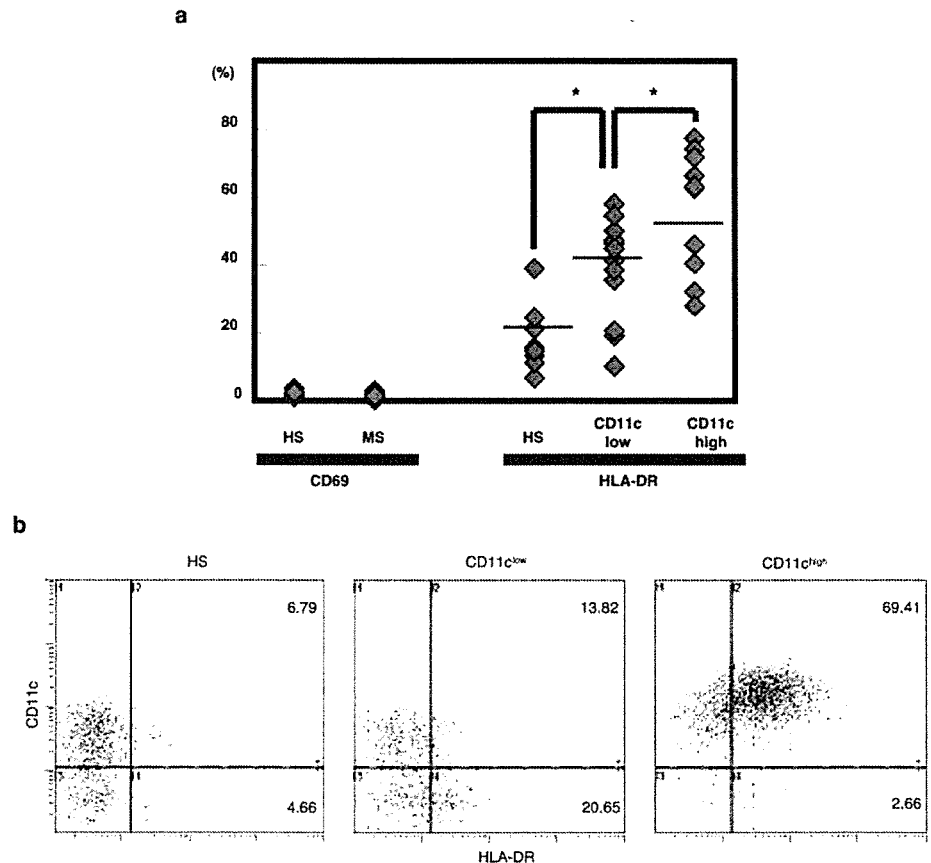 a
(%)
80
60
40
20
0
* *
HS MS HS CD11c low CD11c high
CD69 HLA-DR
b
HS CD11clow CD11chigh
6.79 13.82 69.41
CD11c
4.66 20.65 2.66
HLA-DR